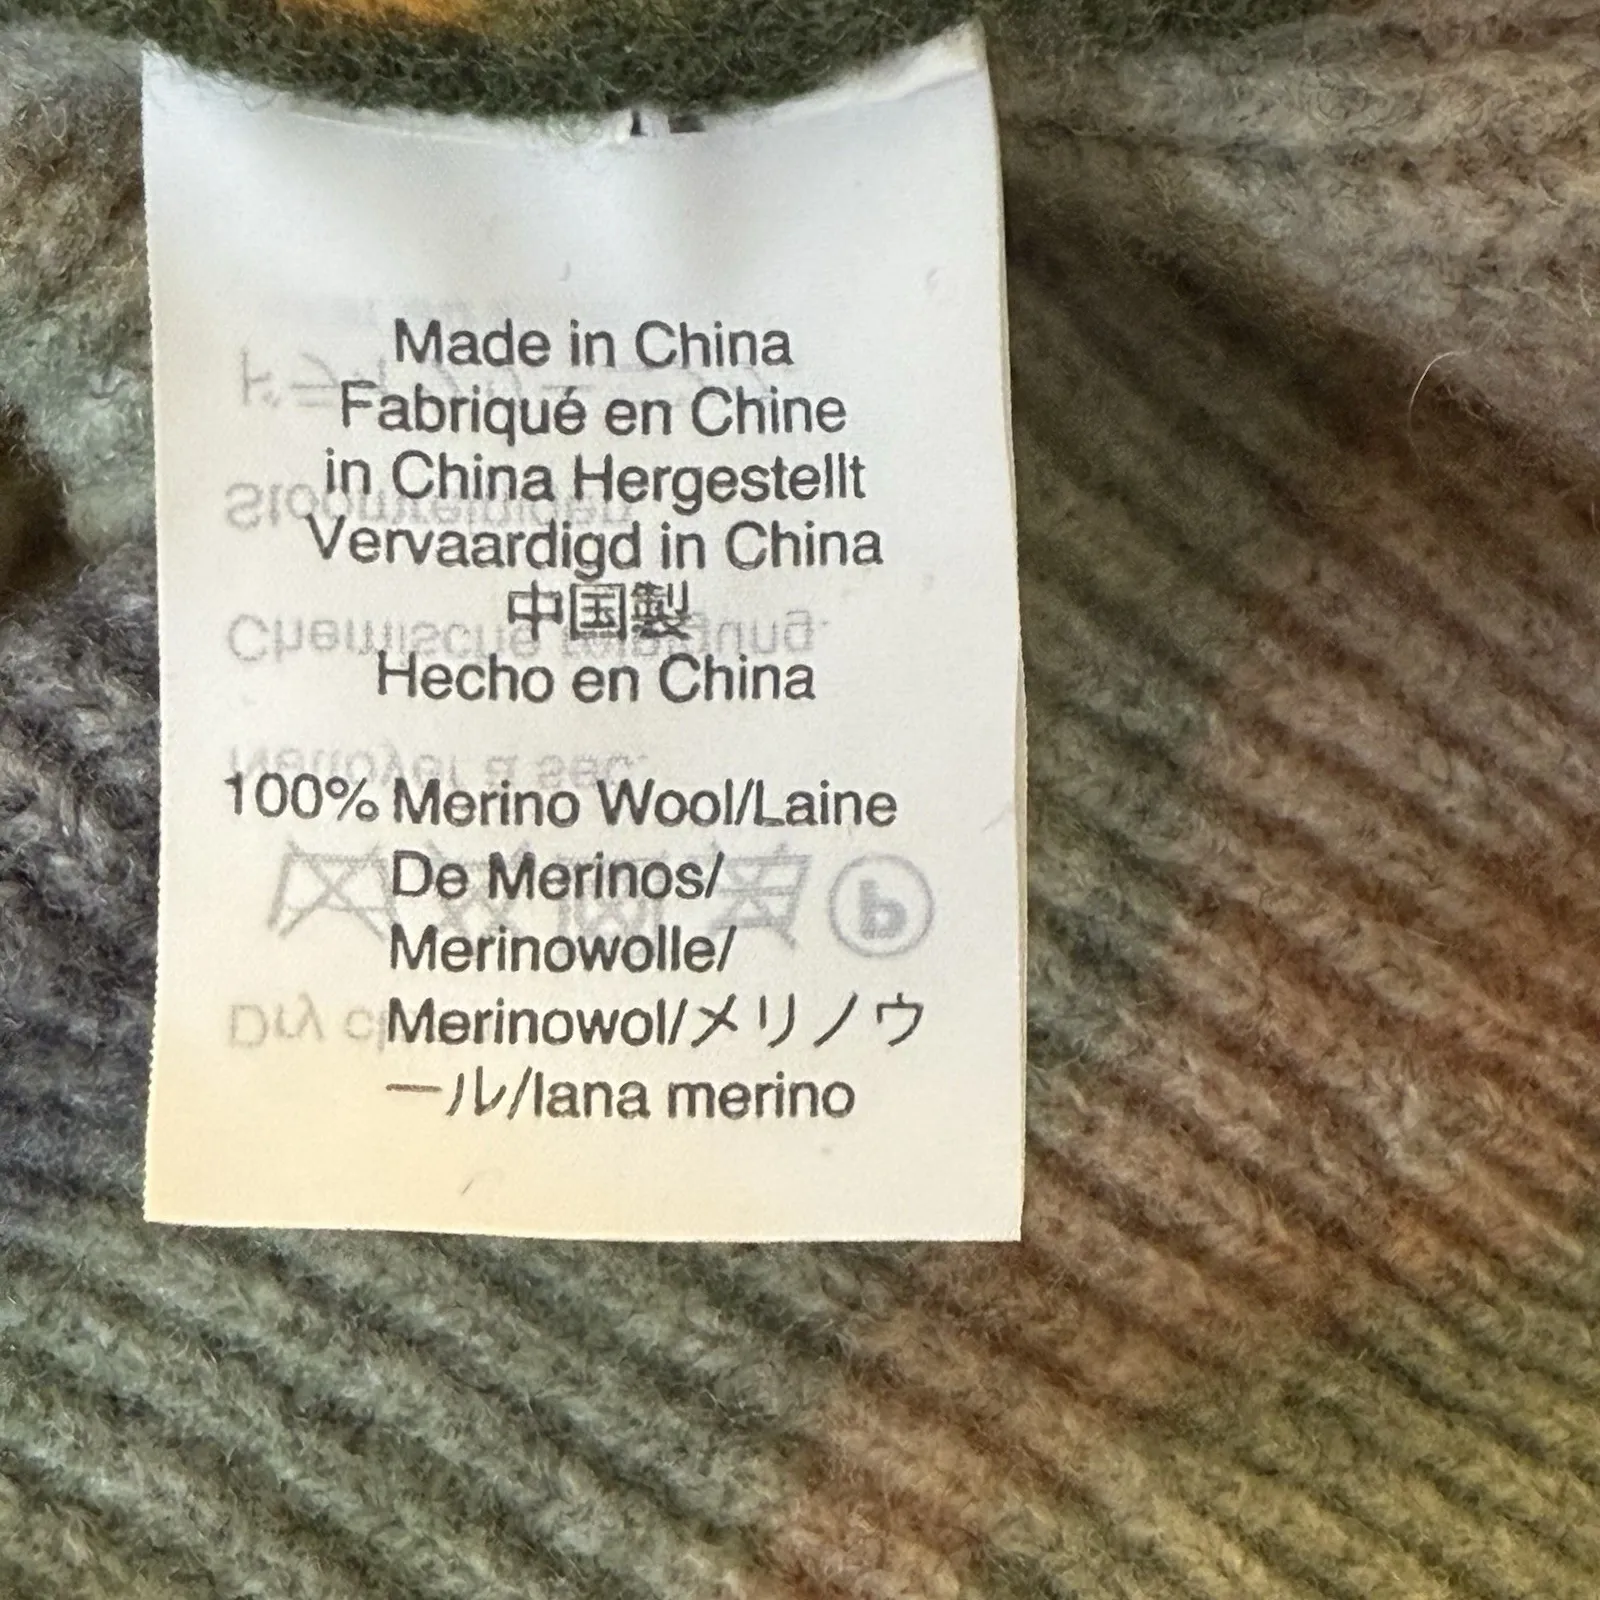 Made in China
Fabriqué en Chine
in China Hergestellt
Vervaardigd in China
中国製
Hecho en China
100% Merino Wool/Laine
De Merinos/
Merinowolle/
Merinowol/メリノウ
ール/lana merino